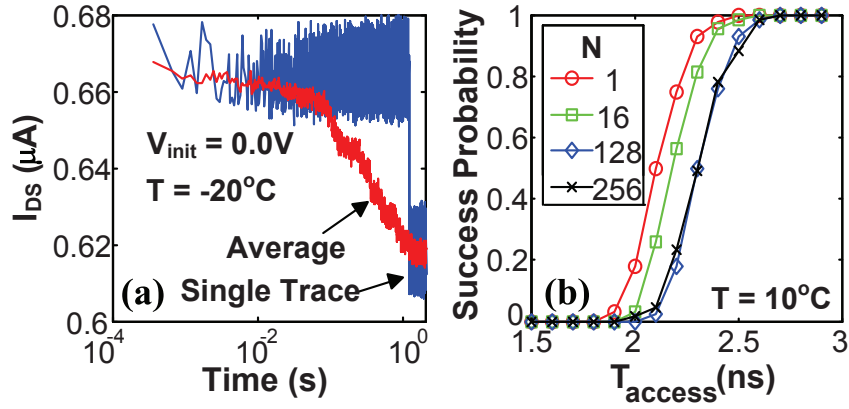 0.68
0.66
0.64
0.62
0.6
I_DS (μA)
V_init = 0.0V
T = -20°C
Average
Single Trace
(a)
10^-4
10^-2
10^0
Time (s)
1
0.8
0.6
0.4
0.2
0
Success Probability
N
1
16
128
256
(b)
T = 10°C
1.5
2
2.5
3
T_access(ns)